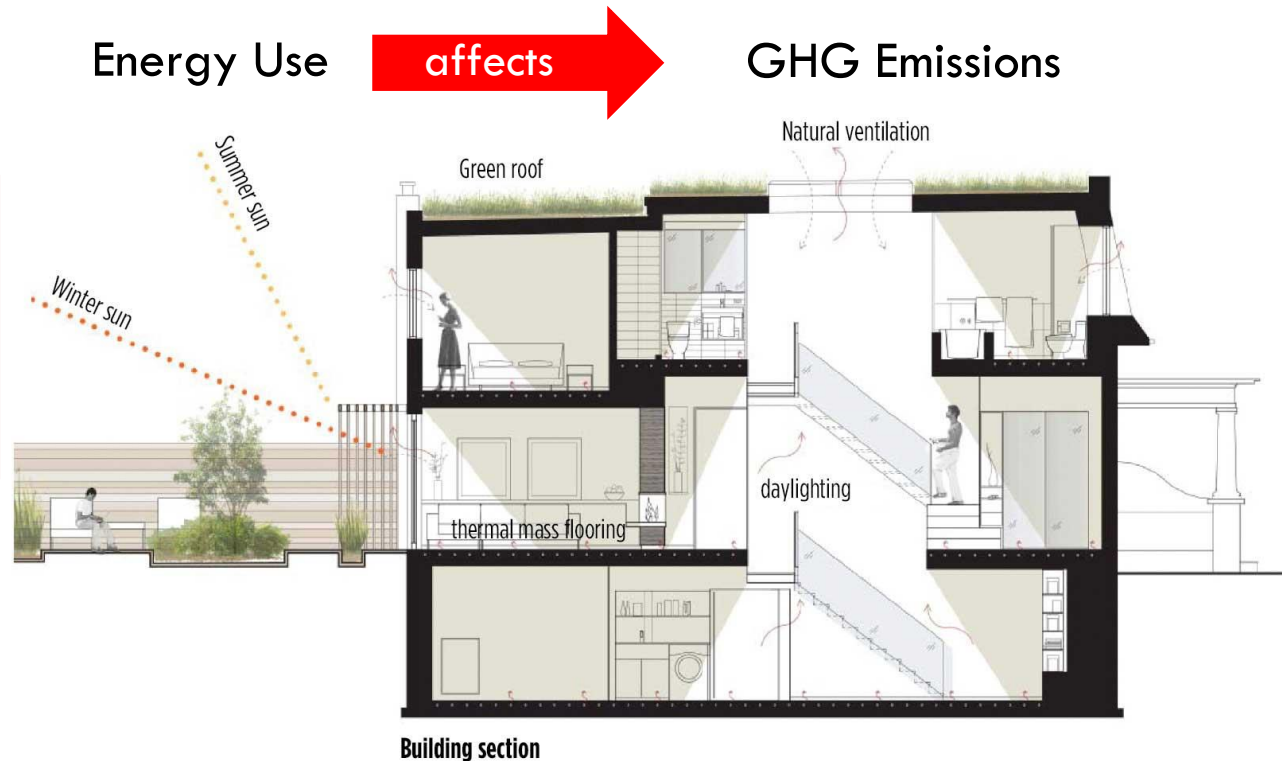 Energy Use
affects
GHG Emissions
Natural ventilation
Green roof
Summer sun
Winter sun
daylighting
thermal mass flooring
Building section